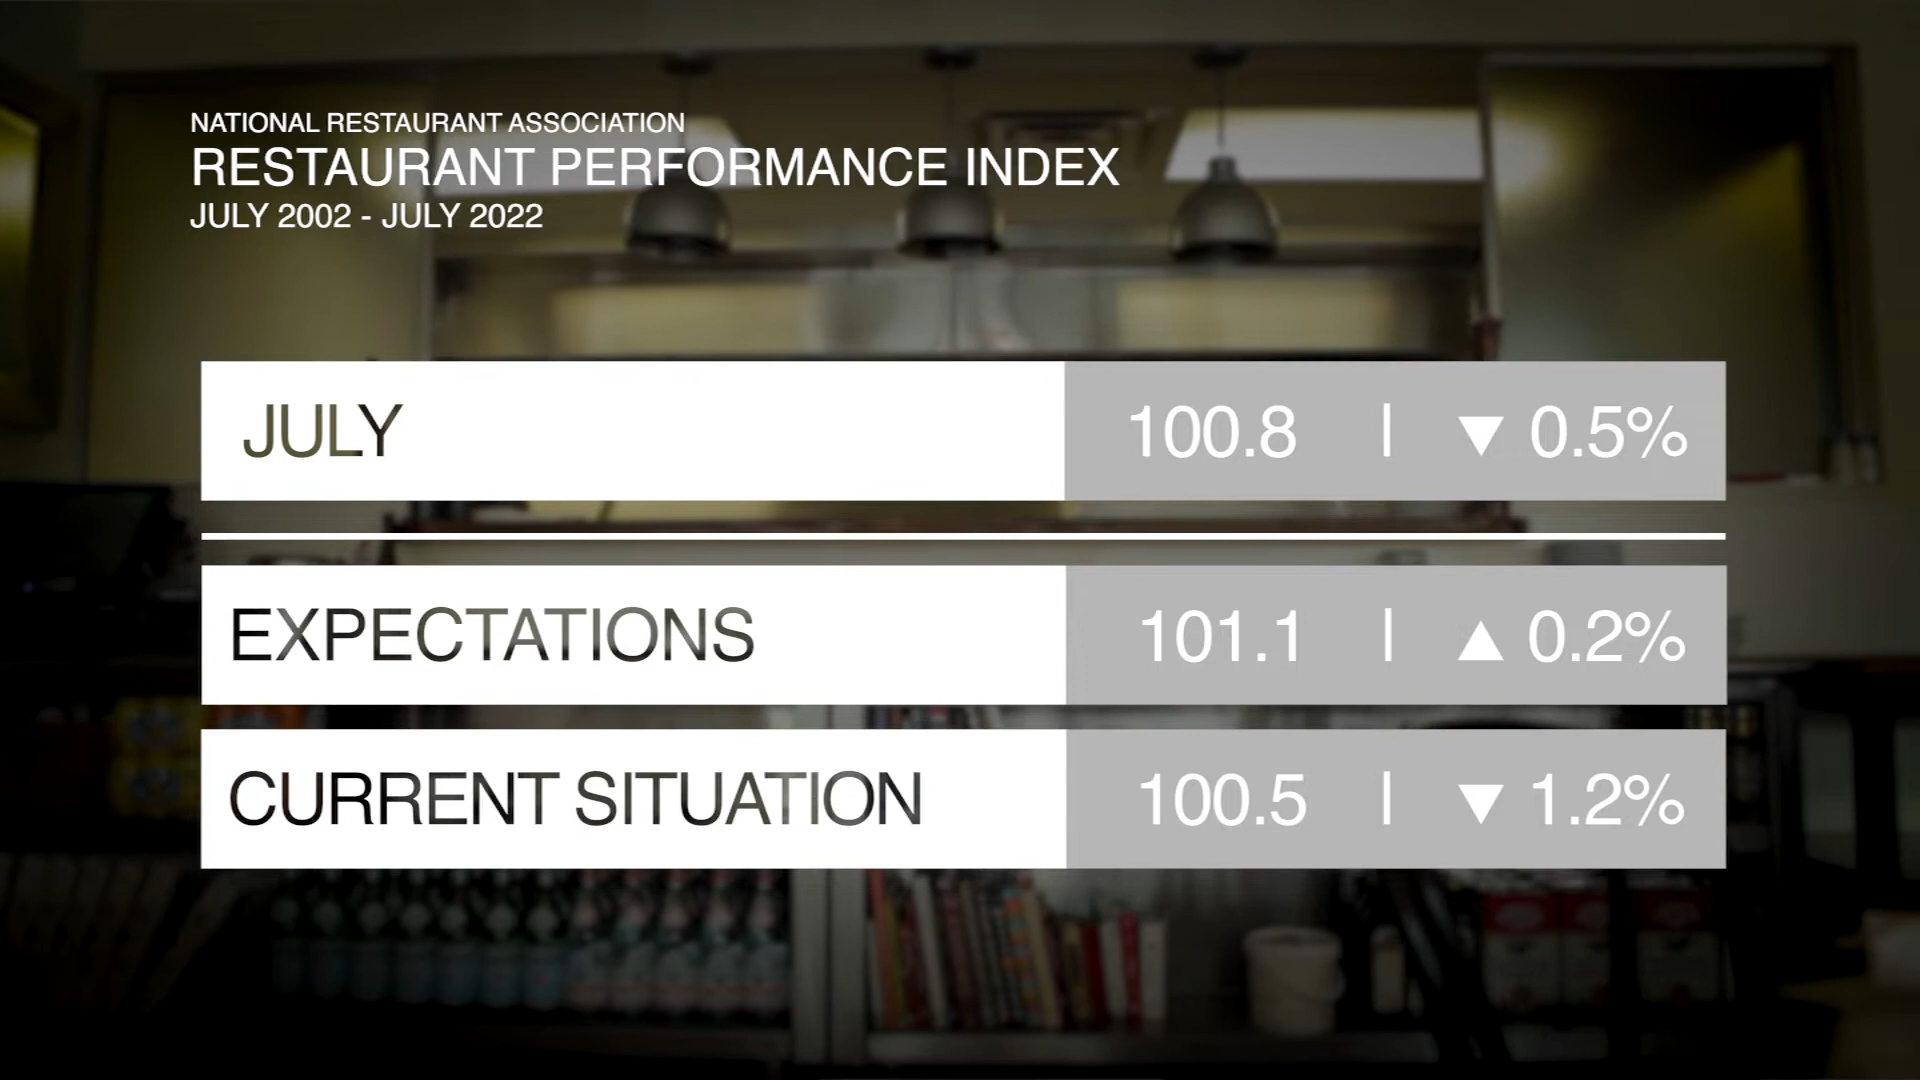 NATIONAL RESTAURANT ASSOCIATION
RESTAURANT PERFORMANCE INDEX
JULY 2002 - JULY 2022
JULY 100.8 | ▼ 0.5%
EXPECTATIONS 101.1 | ▲ 0.2%
CURRENT SITUATION 100.5 | ▼ 1.2%